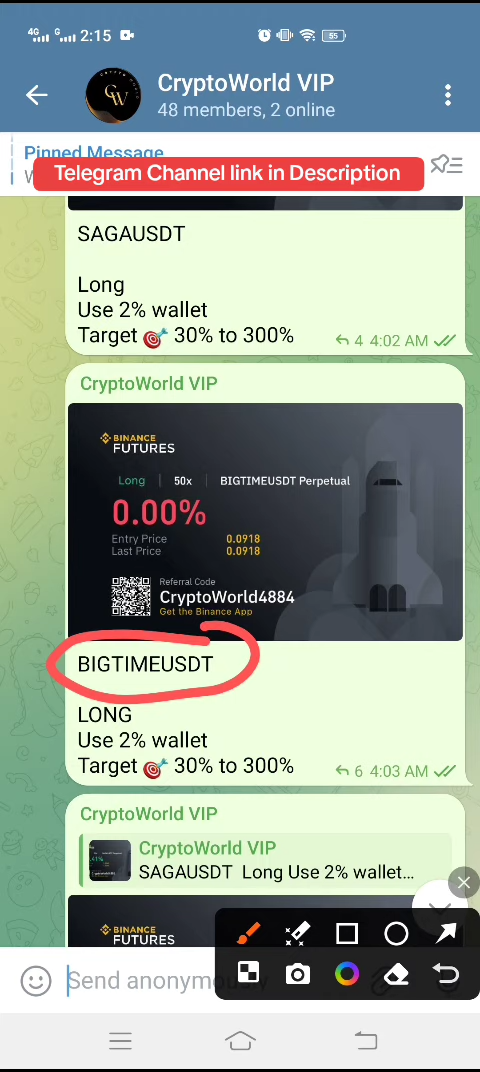 4G
G
2:15
55
CRYPTO WORLD
GW
CryptoWorld VIP
48 members, 2 online
Pinned Message
Telegram Channel link in Description
SAGAUSDT
Long
Use 2% wallet
Target 🎯 30% to 300%
4 4:02 AM
CryptoWorld VIP
BINANCE
FUTURES
Long | 50x | BIGTIMEUSDT Perpetual
0.00%
Entry Price 0.0918
Last Price 0.0918
Referral Code
CryptoWorld4884
Get the Binance App
BIGTIMEUSDT
LONG
Use 2% wallet
Target 🎯 30% to 300%
6 4:03 AM
CryptoWorld VIP
CryptoWorld VIP
SAGAUSDT Long Use 2% wallet...
BINANCE
FUTURES
Send anonymously